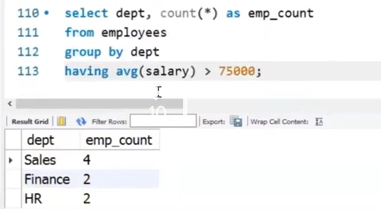 110 select dept, count(*) as emp_count
111 from employees
112 group by dept
113 having avg(salary) > 75000;
Result Grid Filter Rows: Export: Wrap Cell Content:
dept emp_count
Sales 4
Finance 2
HR 2